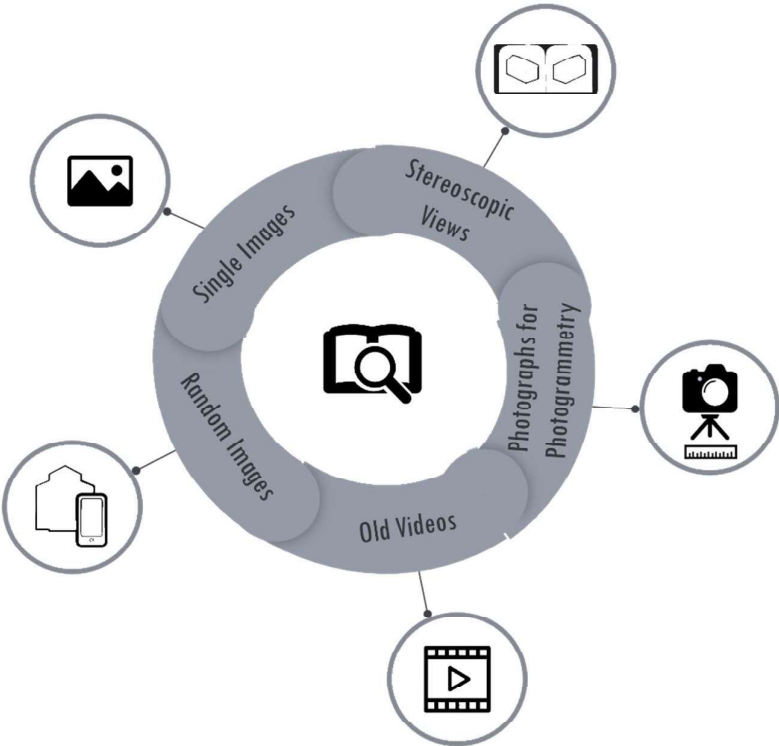 Stereoscopic
Views
Single Images
Photographs for
Photogrammetry
Random Images
Old Videos